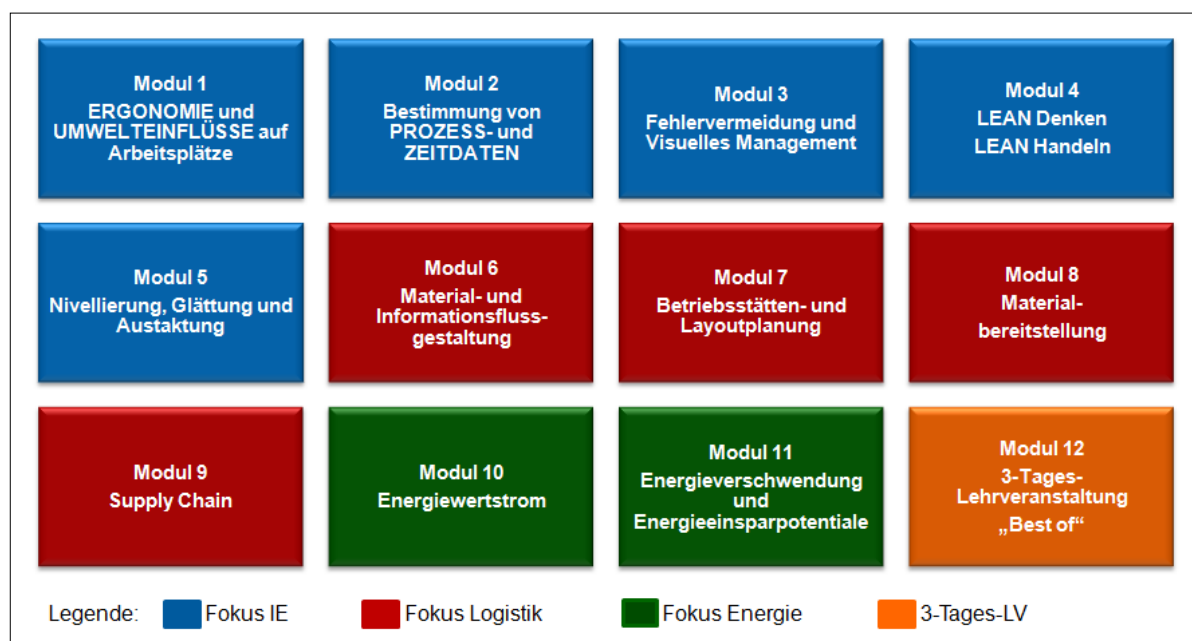 Modul 1
ERGONOMIE und
UMWELTEINFLÜSSE auf
Arbeitsplätze
Modul 2
Bestimmung von
PROZESS- und
ZEITDATEN
Modul 3
Fehlervermeidung und
Visuelles Management
Modul 4
LEAN Denken
LEAN Handeln
Modul 5
Nivellierung, Glättung und
Austaktung
Modul 6
Material- und
Informationsfluss-
gestaltung
Modul 7
Betriebsstätten- und
Layoutplanung
Modul 8
Material-
bereitstellung
Modul 9
Supply Chain
Modul 10
Energiewertstrom
Modul 11
Energieverschwendung
und
Energieeinsparpotentiale
Modul 12
3-Tages-
Lehrveranstaltung
„Best of“
Legende: Fokus IE Fokus Logistik Fokus Energie 3-Tages-LV